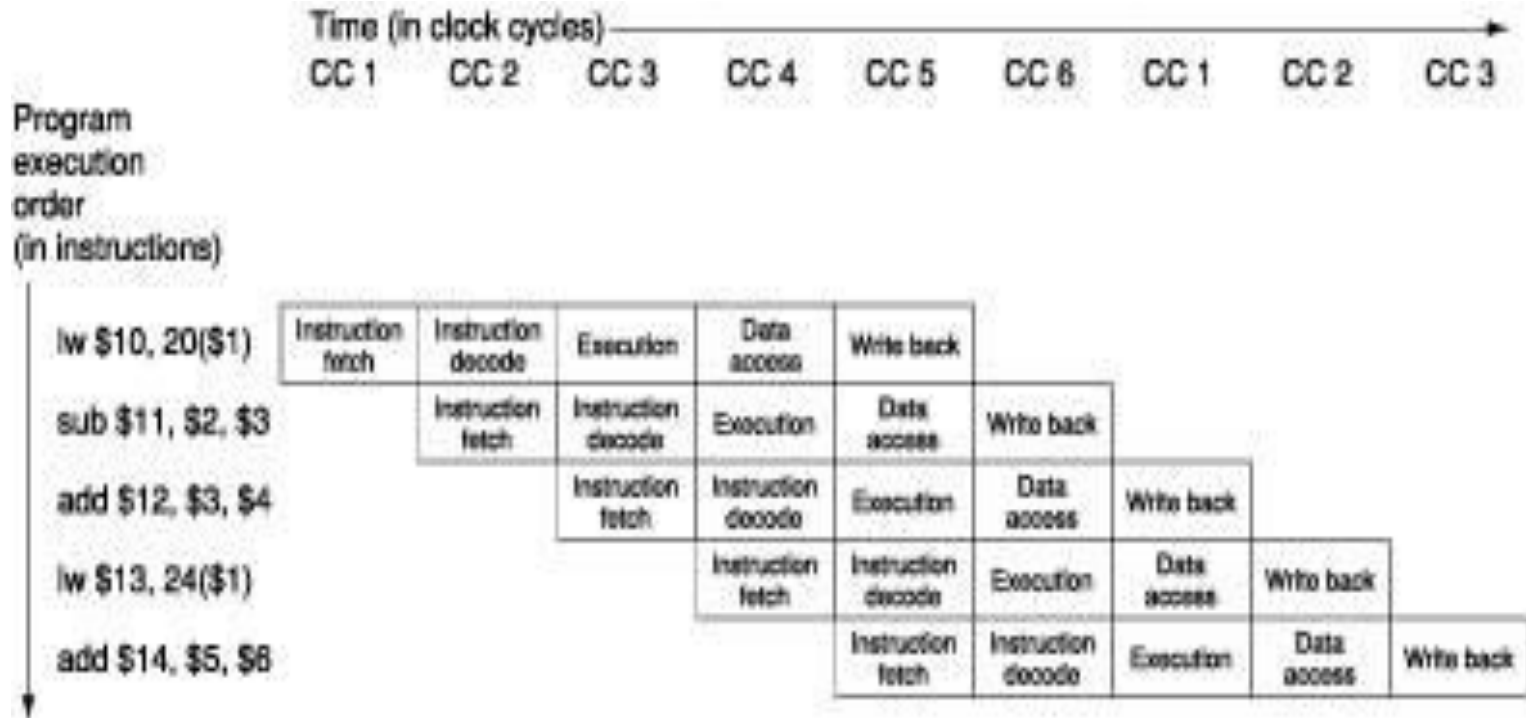 Time (in clock cycles)
CC 1 CC 2 CC 3 CC 4 CC 5 CC 6 CC 1 CC 2 CC 3
Program
execution
order
(in instructions)
lw $10, 20($1)
Instruction fetch
Instruction decode
Execution
Data access
Write back
sub $11, $2, $3
Instruction fetch
Instruction decode
Execution
Data access
Write back
add $12, $3, $4
Instruction fetch
Instruction decode
Execution
Data access
Write back
lw $13, 24($1)
Instruction fetch
Instruction decode
Execution
Data access
Write back
add $14, $5, $6
Instruction fetch
Instruction decode
Execution
Data access
Write back